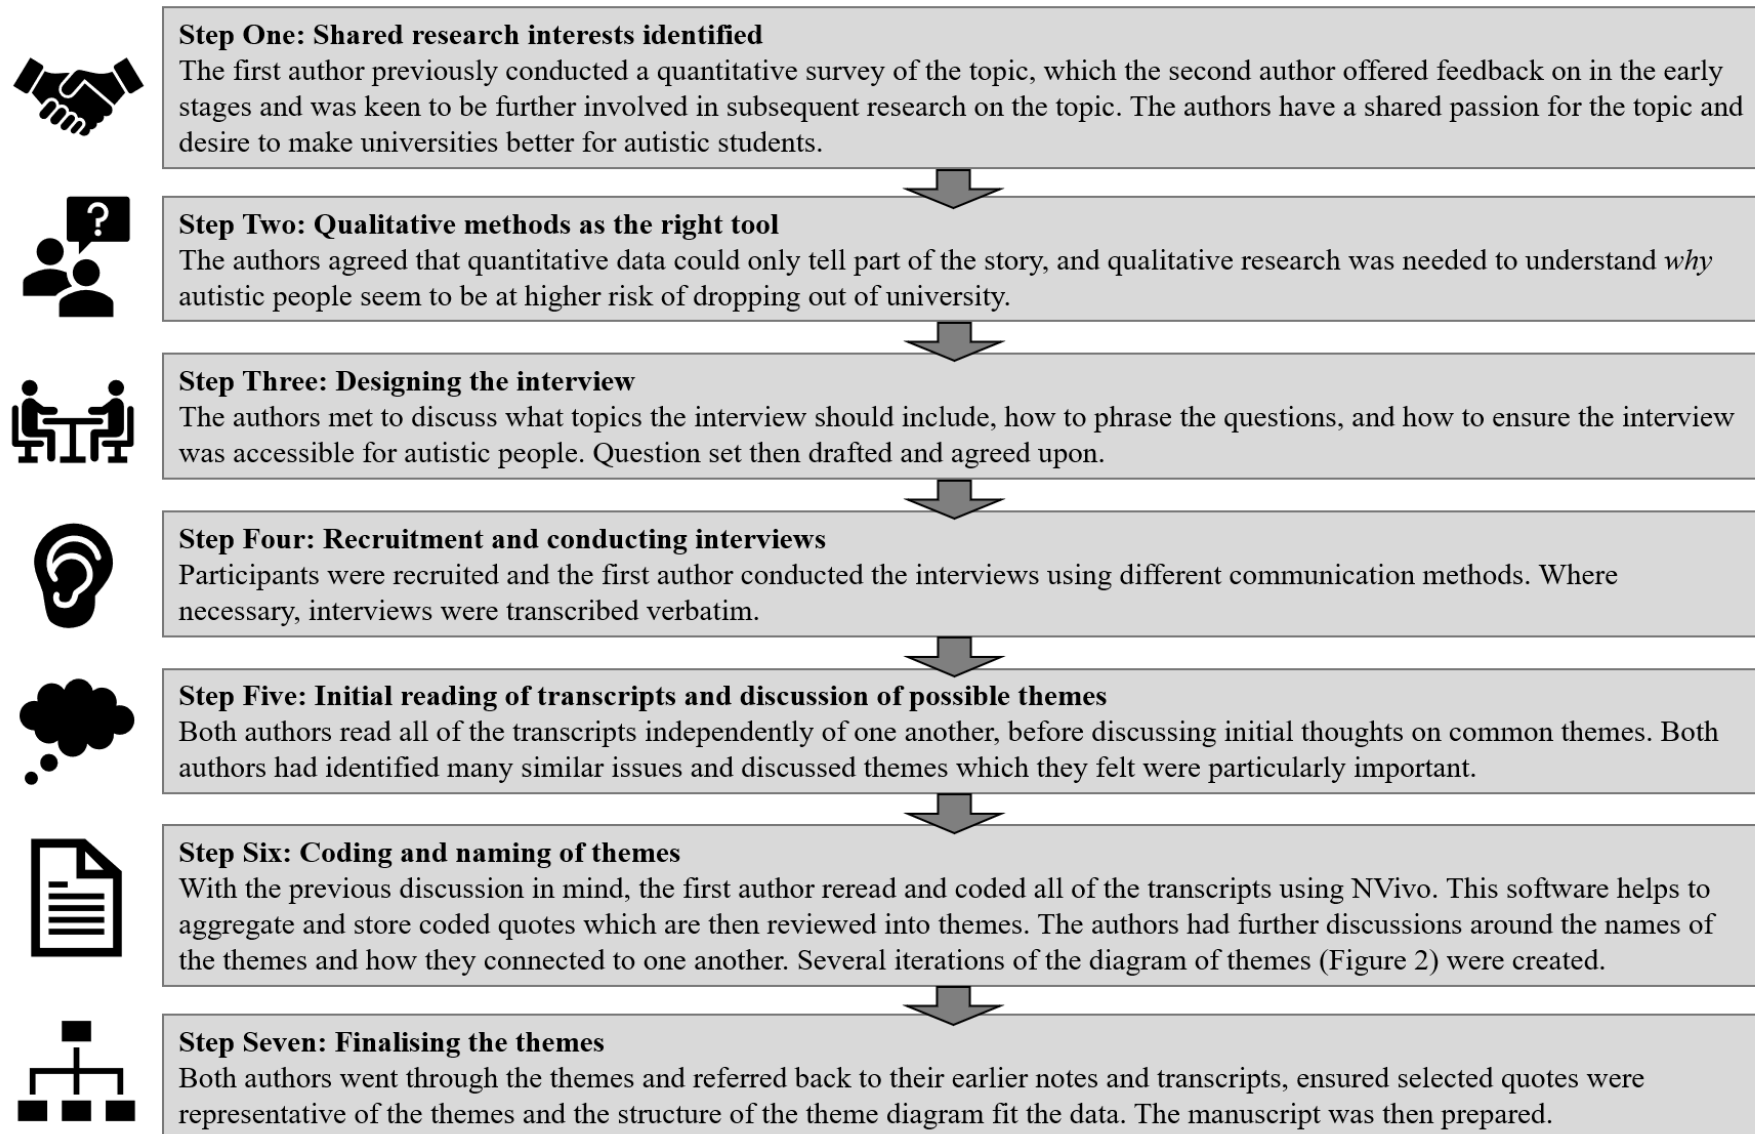 Step One: Shared research interests identified
The first author previously conducted a quantitative survey of the topic, which the second author offered feedback on in the early
stages and was keen to be further involved in subsequent research on the topic. The authors have a shared passion for the topic and
desire to make universities better for autistic students.
?
Step Two: Qualitative methods as the right tool
The authors agreed that quantitative data could only tell part of the story, and qualitative research was needed to understand why
autistic people seem to be at higher risk of dropping out of university.
Step Three: Designing the interview
The authors met to discuss what topics the interview should include, how to phrase the questions, and how to ensure the interview
was accessible for autistic people. Question set then drafted and agreed upon.
Step Four: Recruitment and conducting interviews
Participants were recruited and the first author conducted the interviews using different communication methods. Where
necessary, interviews were transcribed verbatim.
Step Five: Initial reading of transcripts and discussion of possible themes
Both authors read all of the transcripts independently of one another, before discussing initial thoughts on common themes. Both
authors had identified many similar issues and discussed themes which they felt were particularly important.
Step Six: Coding and naming of themes
With the previous discussion in mind, the first author reread and coded all of the transcripts using NVivo. This software helps to
aggregate and store coded quotes which are then reviewed into themes. The authors had further discussions around the names of
the themes and how they connected to one another. Several iterations of the diagram of themes (Figure 2) were created.
Step Seven: Finalising the themes
Both authors went through the themes and referred back to their earlier notes and transcripts, ensured selected quotes were
representative of the themes and the structure of the theme diagram fit the data. The manuscript was then prepared.